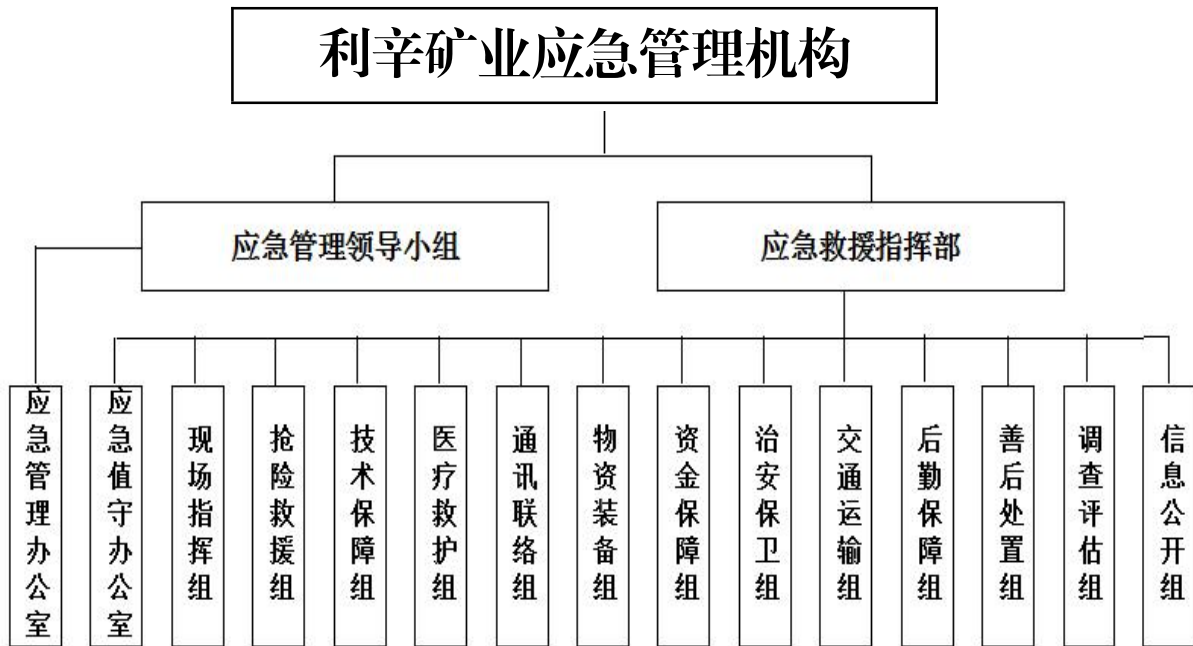 利辛矿业应急管理机构
应急管理领导小组
应急救援指挥部
应急管理办公室
应急值守办公室
现场指挥组
抢险救援组
技术保障组
医疗救护组
通讯联络组
物资装备组
资金保障组
治安保卫组
交通运输组
后勤保障组
善后处置组
调查评估组
信息公开组